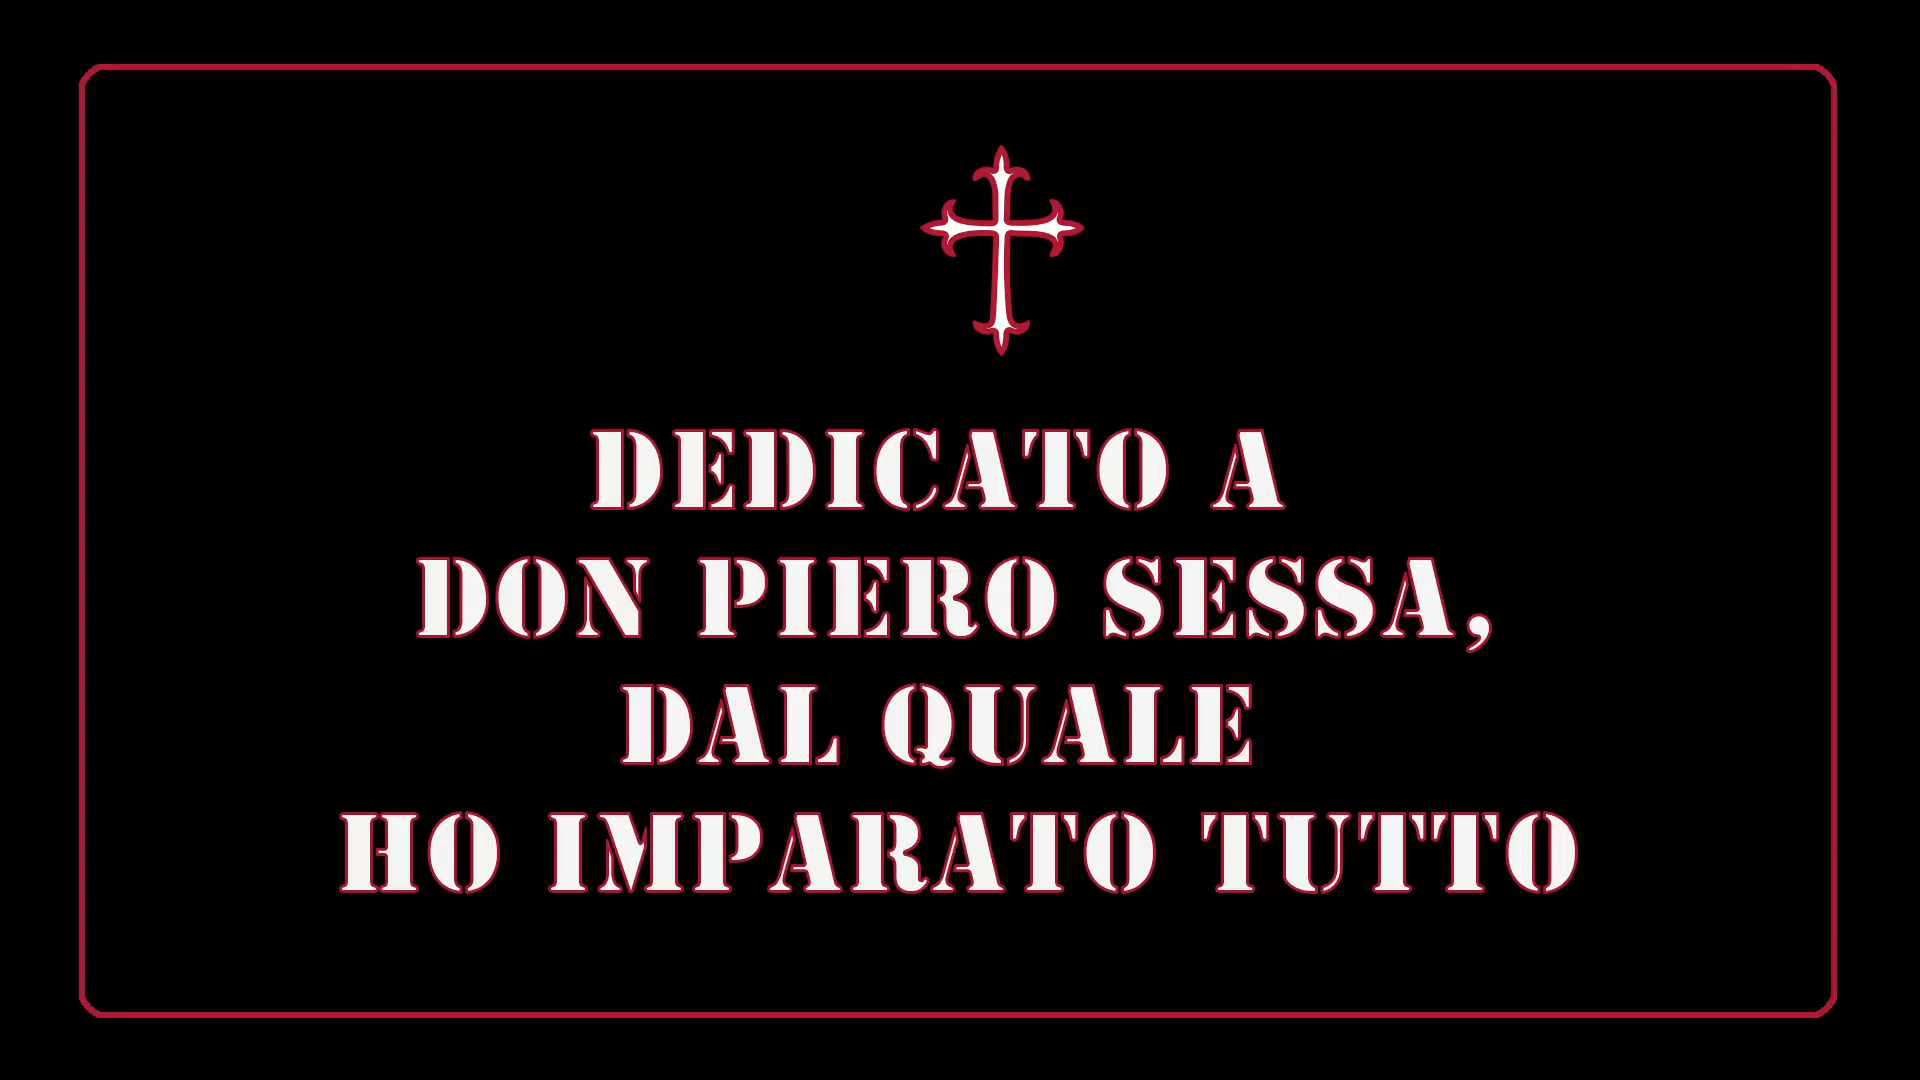 DEDICATO A
DON PIERO SESSA,
DAL QUALE
HO IMPARATO TUTTO